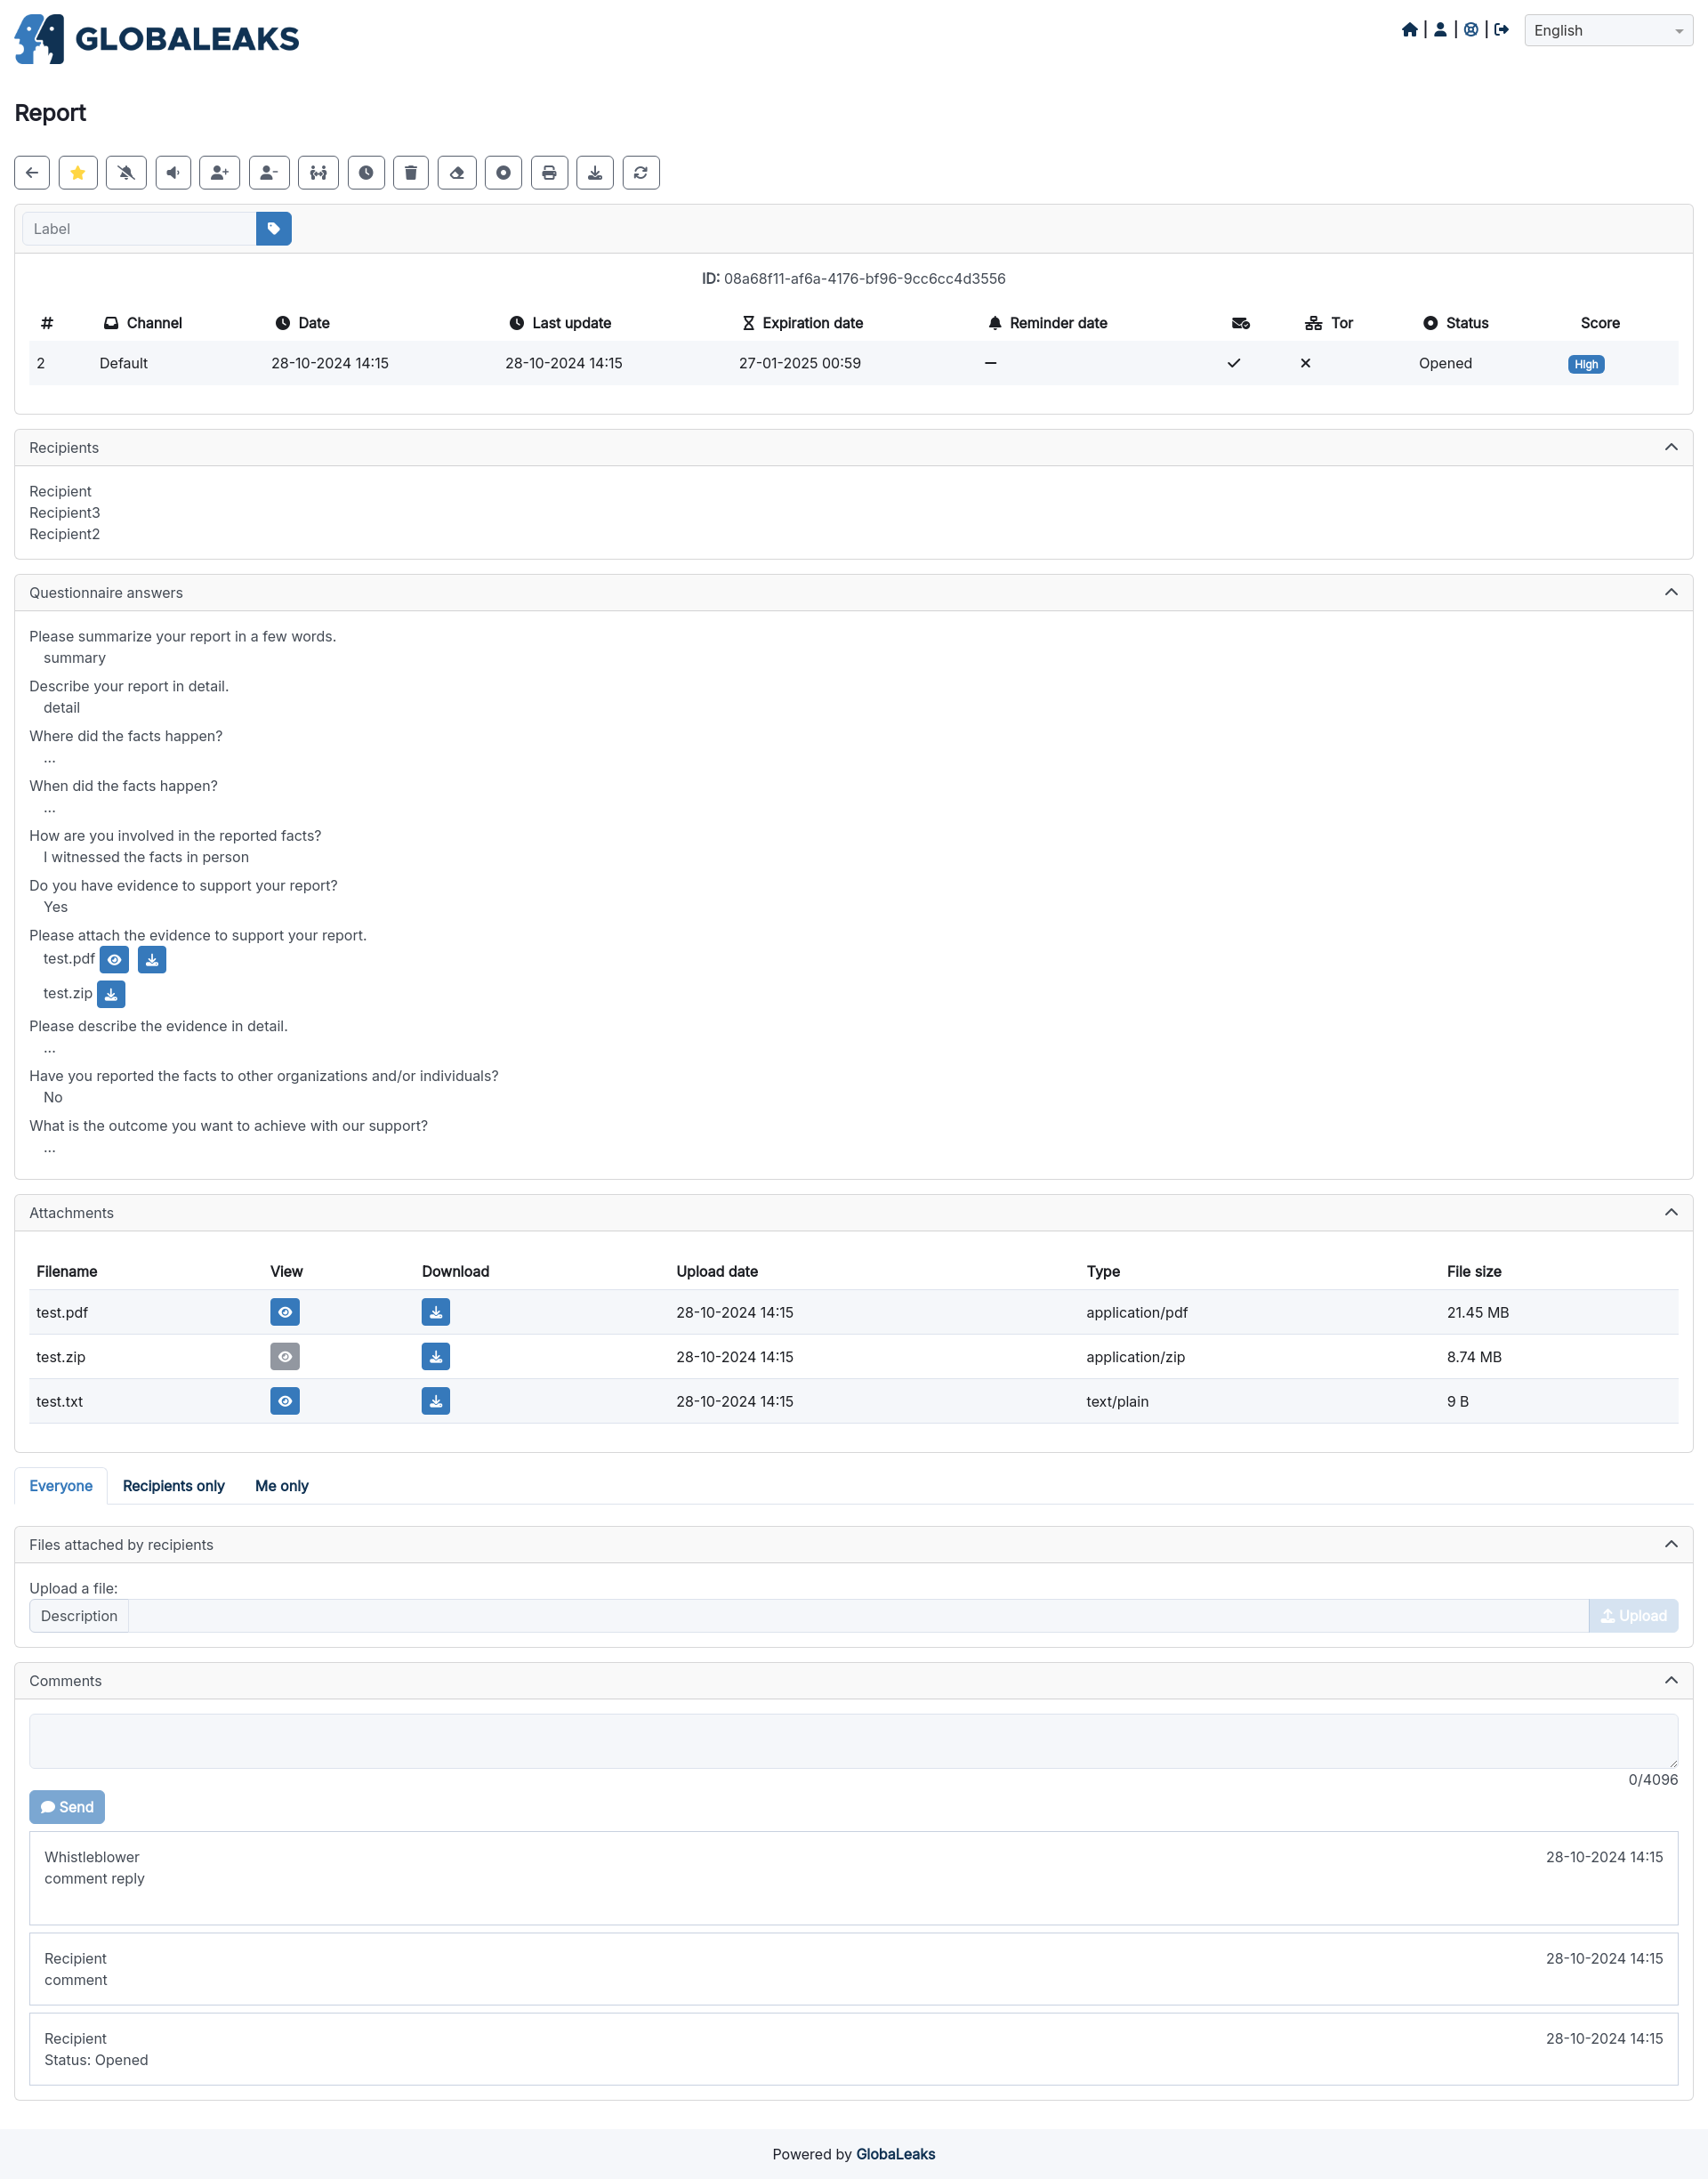 GLOBALEAKS
| | | English
Report
Label
ID: 08a68f11-af6a-4176-bf96-9cc6cc4d3556
# Channel Date Last update Expiration date Reminder date Tor Status Score
2 Default 28-10-2024 14:15 28-10-2024 14:15 27-01-2025 00:59 — Opened High
Recipients
Recipient
Recipient3
Recipient2
Questionnaire answers
Please summarize your report in a few words.
summary
Describe your report in detail.
detail
Where did the facts happen?
...
When did the facts happen?
...
How are you involved in the reported facts?
I witnessed the facts in person
Do you have evidence to support your report?
Yes
Please attach the evidence to support your report.
test.pdf
test.zip
Please describe the evidence in detail.
...
Have you reported the facts to other organizations and/or individuals?
No
What is the outcome you want to achieve with our support?
...
Attachments
Filename View Download Upload date Type File size
test.pdf 28-10-2024 14:15 application/pdf 21.45 MB
test.zip 28-10-2024 14:15 application/zip 8.74 MB
test.txt 28-10-2024 14:15 text/plain 9 B
Everyone Recipients only Me only
Files attached by recipients
Upload a file:
Description Upload
Comments
0/4096
Send
Whistleblower 28-10-2024 14:15
comment reply
Recipient 28-10-2024 14:15
comment
Recipient 28-10-2024 14:15
Status: Opened
Powered by GlobaLeaks